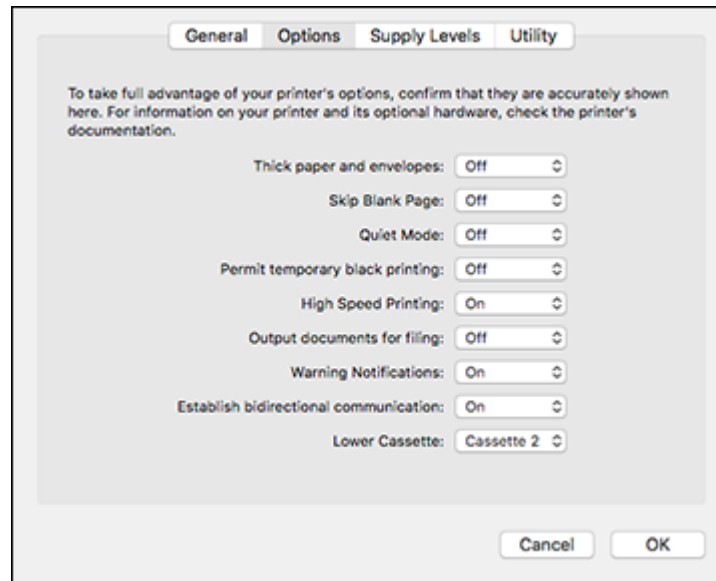 General Options Supply Levels Utility
To take full advantage of your printer's options, confirm that they are accurately shown
here. For information on your printer and its optional hardware, check the printer's
documentation.
Thick paper and envelopes: Off
Skip Blank Page: Off
Quiet Mode: Off
Permit temporary black printing: Off
High Speed Printing: On
Output documents for filing: Off
Warning Notifications: On
Establish bidirectional communication: On
Lower Cassette: Cassette 2
Cancel OK